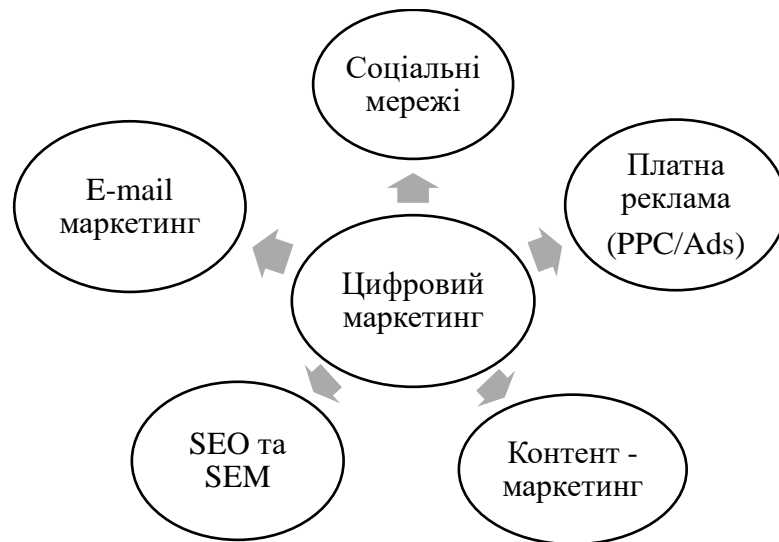 Соціальні
мережі
E-mail
маркетинг
Платна
реклама
(PPC/Ads)
Цифровий
маркетинг
SEO та
SEM
Контент -
маркетинг